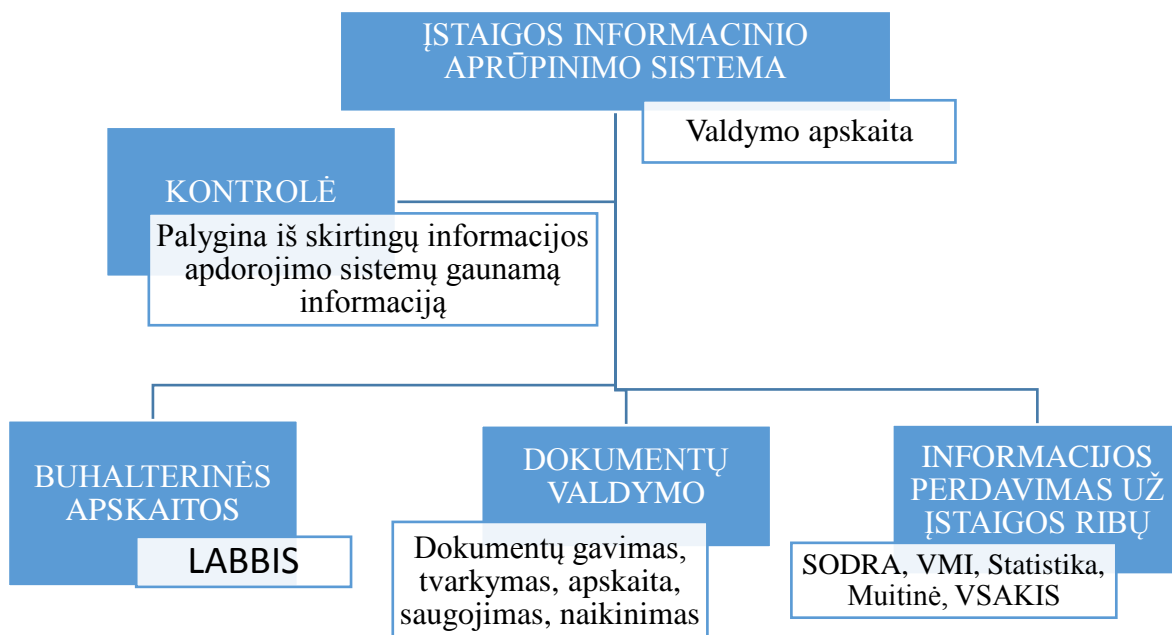 ĮSTAIGOS INFORMACINIO
APRŪPINIMO SISTEMA
Valdymo apskaita
KONTROLĖ
Palygina iš skirtingų informacijos
apdorojimo sistemų gaunamą
informaciją
BUHALTERINĖS
APSKAITOS
LABBIS
DOKUMENTŲ
VALDYMO
Dokumentų gavimas,
tvarkymas, apskaita,
saugojimas, naikinimas
INFORMACIJOS
PERDAVIMAS UŽ
ĮSTAIGOS RIBŲ
SODRA, VMI, Statistika,
Muitinė, VSAKIS